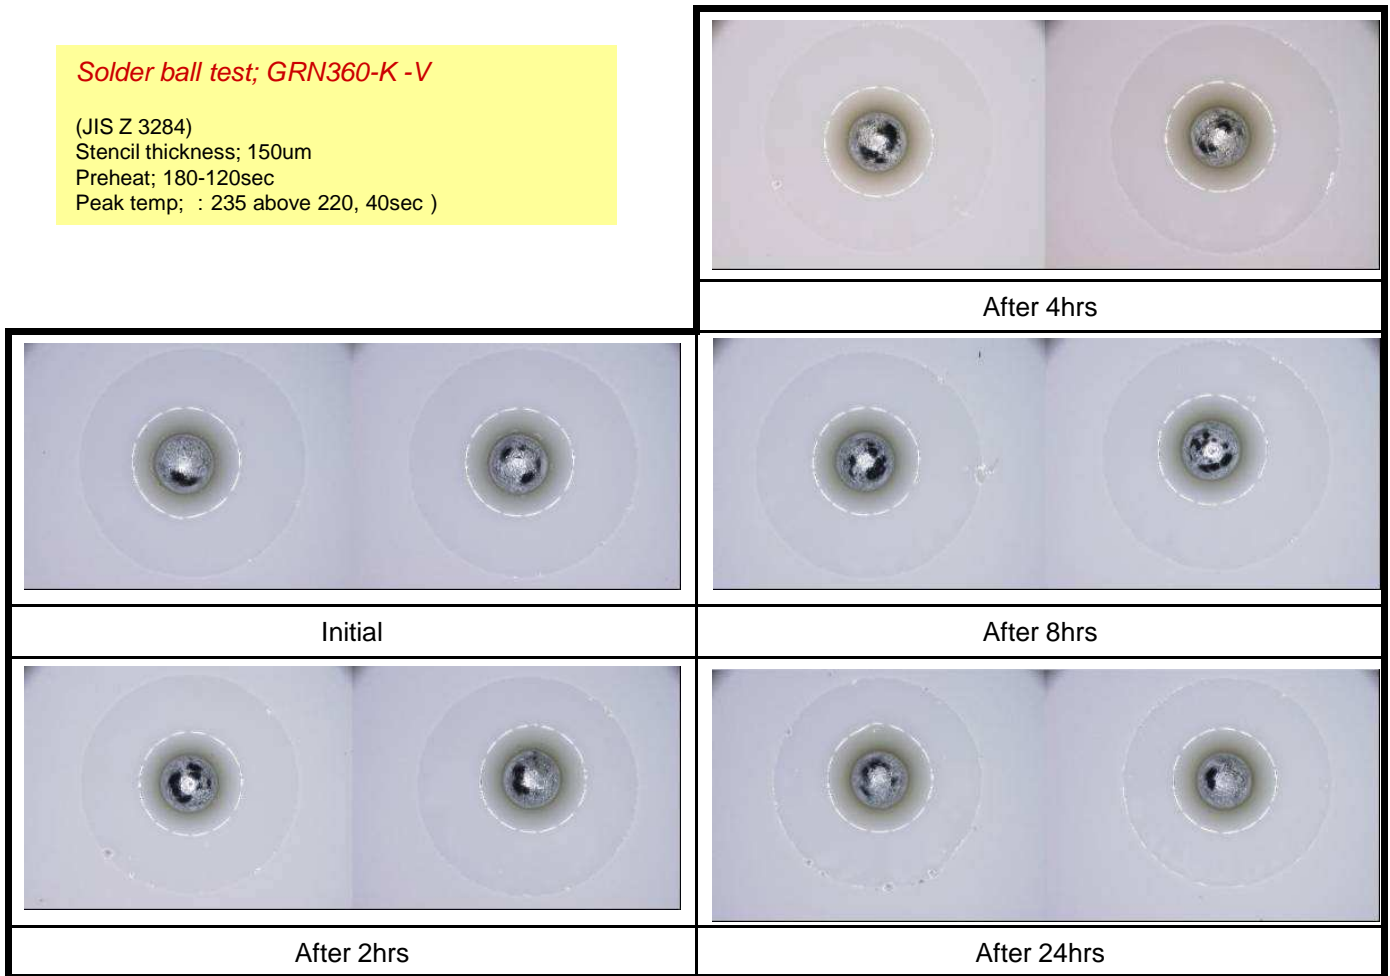 Solder ball test; GRN360-K -V
(JIS Z 3284)
Stencil thickness; 150um
Preheat; 180-120sec
Peak temp; : 235 above 220, 40sec )
After 4hrs
Initial
After 8hrs
After 2hrs
After 24hrs